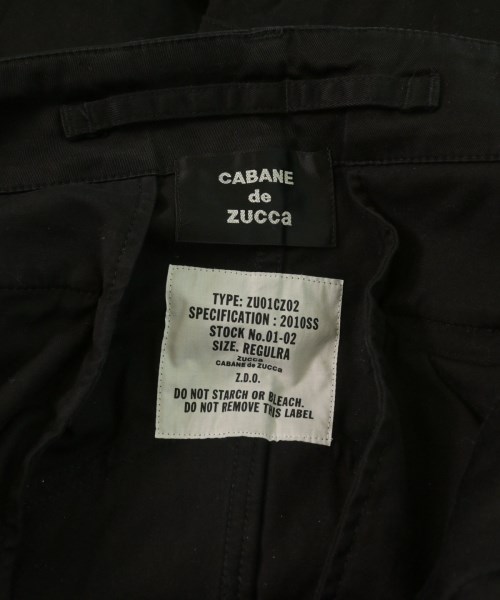 CABANE
de
ZUCCa
TYPE: ZU01CZ02
SPECIFICATION : 2010SS
STOCK No.01-02
SIZE. REGULRA
ZUCCa
CABANE de ZUCCa
Z.D.O.
DO NOT STARCH OR BLEACH.
DO NOT REMOVE THIS LABEL